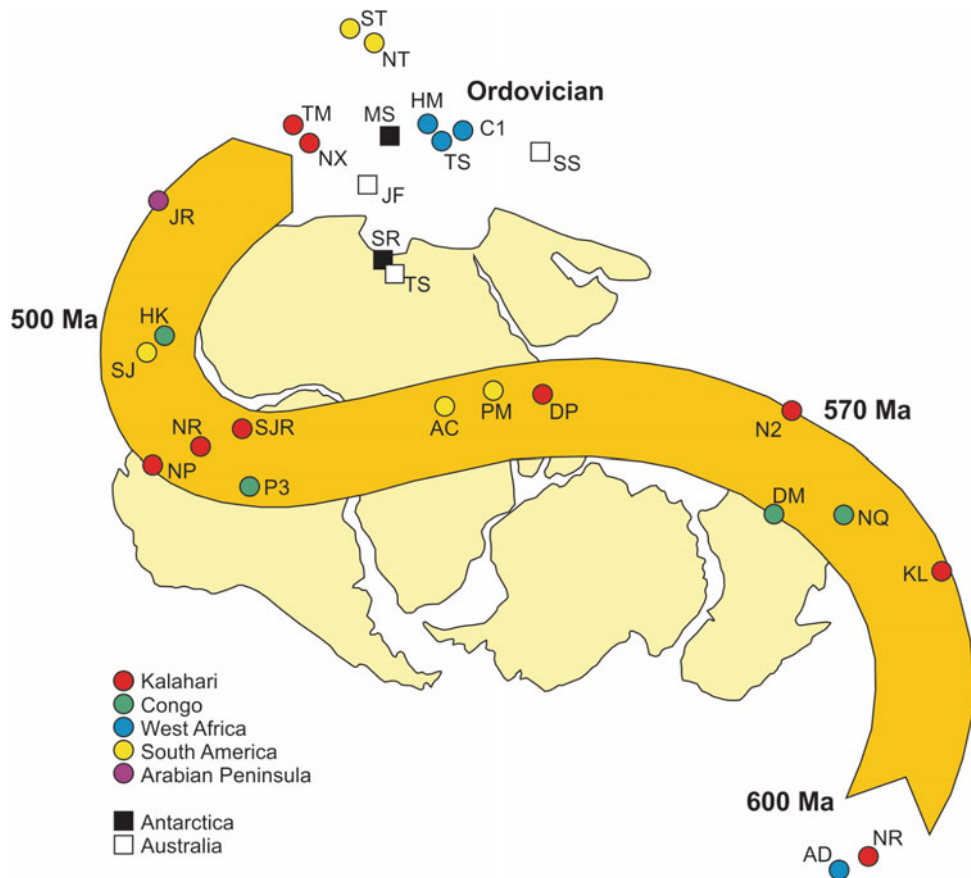 ST
NT
Ordovician
HM
TM
MS
C1
NX
TS
SS
JF
JR
SR
TS
500 Ma
HK
SJ
PM
DP
AC
570 Ma
N2
NR
SJR
NP
P3
DM
NQ
KL
Kalahari
Congo
West Africa
South America
Arabian Peninsula
Antarctica
Australia
600 Ma
AD
NR